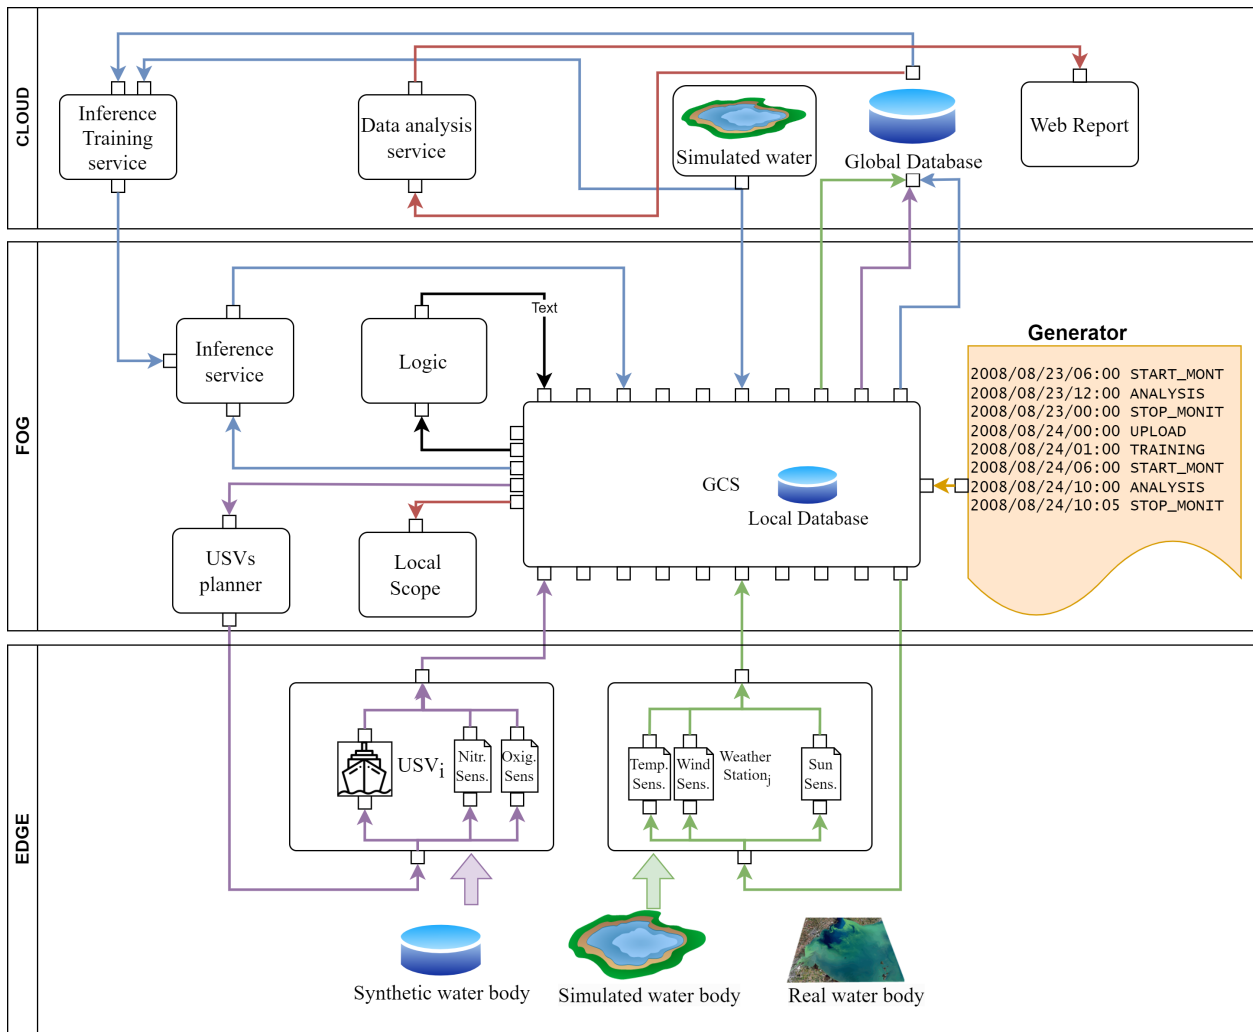 CLOUD
Inference
Training
service
Data analysis
service
Simulated water
Global Database
Web Report
FOG
Inference
service
Logic
Text
GCS
Local Database
USVs
planner
Local
Scope
Generator
2008/08/23/06:00 START_MONT
2008/08/23/12:00 ANALYSIS
2008/08/23/00:00 STOP_MONIT
2008/08/24/00:00 UPLOAD
2008/08/24/01:00 TRAINING
2008/08/24/06:00 START_MONT
2008/08/24/10:00 ANALYSIS
2008/08/24/10:05 STOP_MONIT
EDGE
USVi
Nitr.
Sens.
Oxig.
Sens
Temp.
Sens.
Wind
Sens.
Weather
Stationj
Sun
Sens.
Synthetic water body
Simulated water body
Real water body